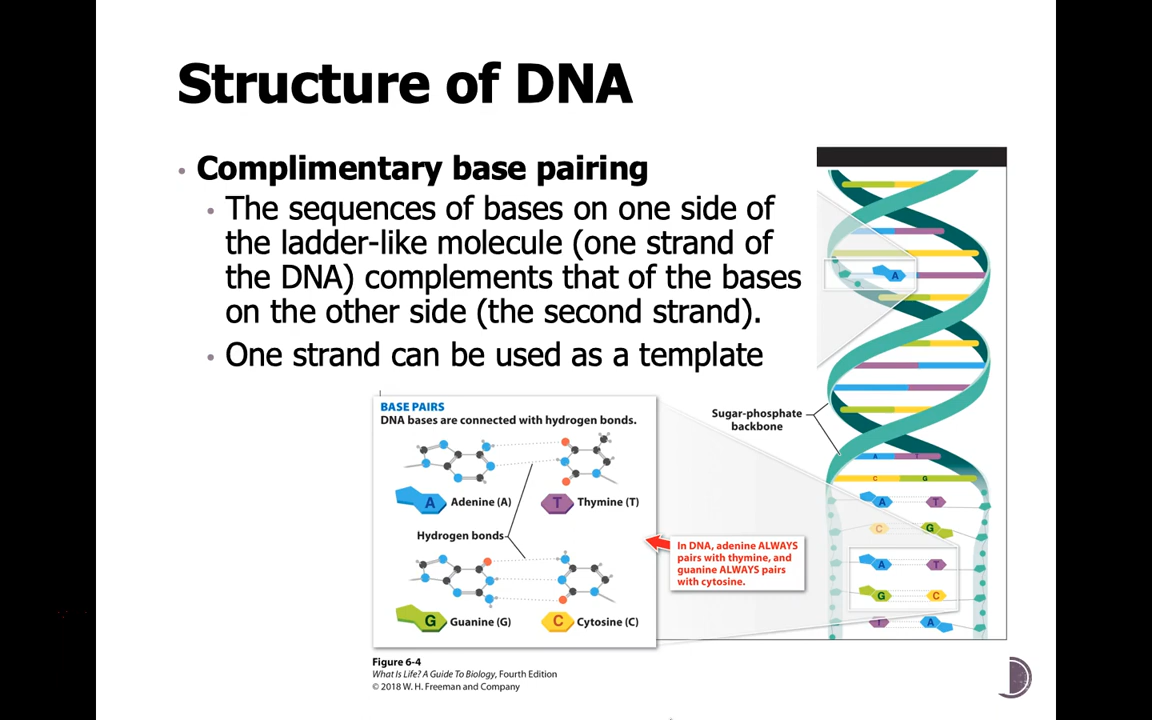 Structure of DNA
• Complimentary base pairing
• The sequences of bases on one side of
the ladder-like molecule (one strand of
the DNA) complements that of the bases
on the other side (the second strand).
• One strand can be used as a template
BASE PAIRS
DNA bases are connected with hydrogen bonds.
A Adenine (A)
T Thymine (T)
Hydrogen bonds
G Guanine (G)
C Cytosine (C)
In DNA, adenine ALWAYS
pairs with thymine, and
guanine ALWAYS pairs
with cytosine.
Sugar-phosphate
backbone
A
A T
C G
A T
C G
A T
G C
T A
Figure 6-4
What Is Life? A Guide To Biology, Fourth Edition
© 2018 W. H. Freeman and Company